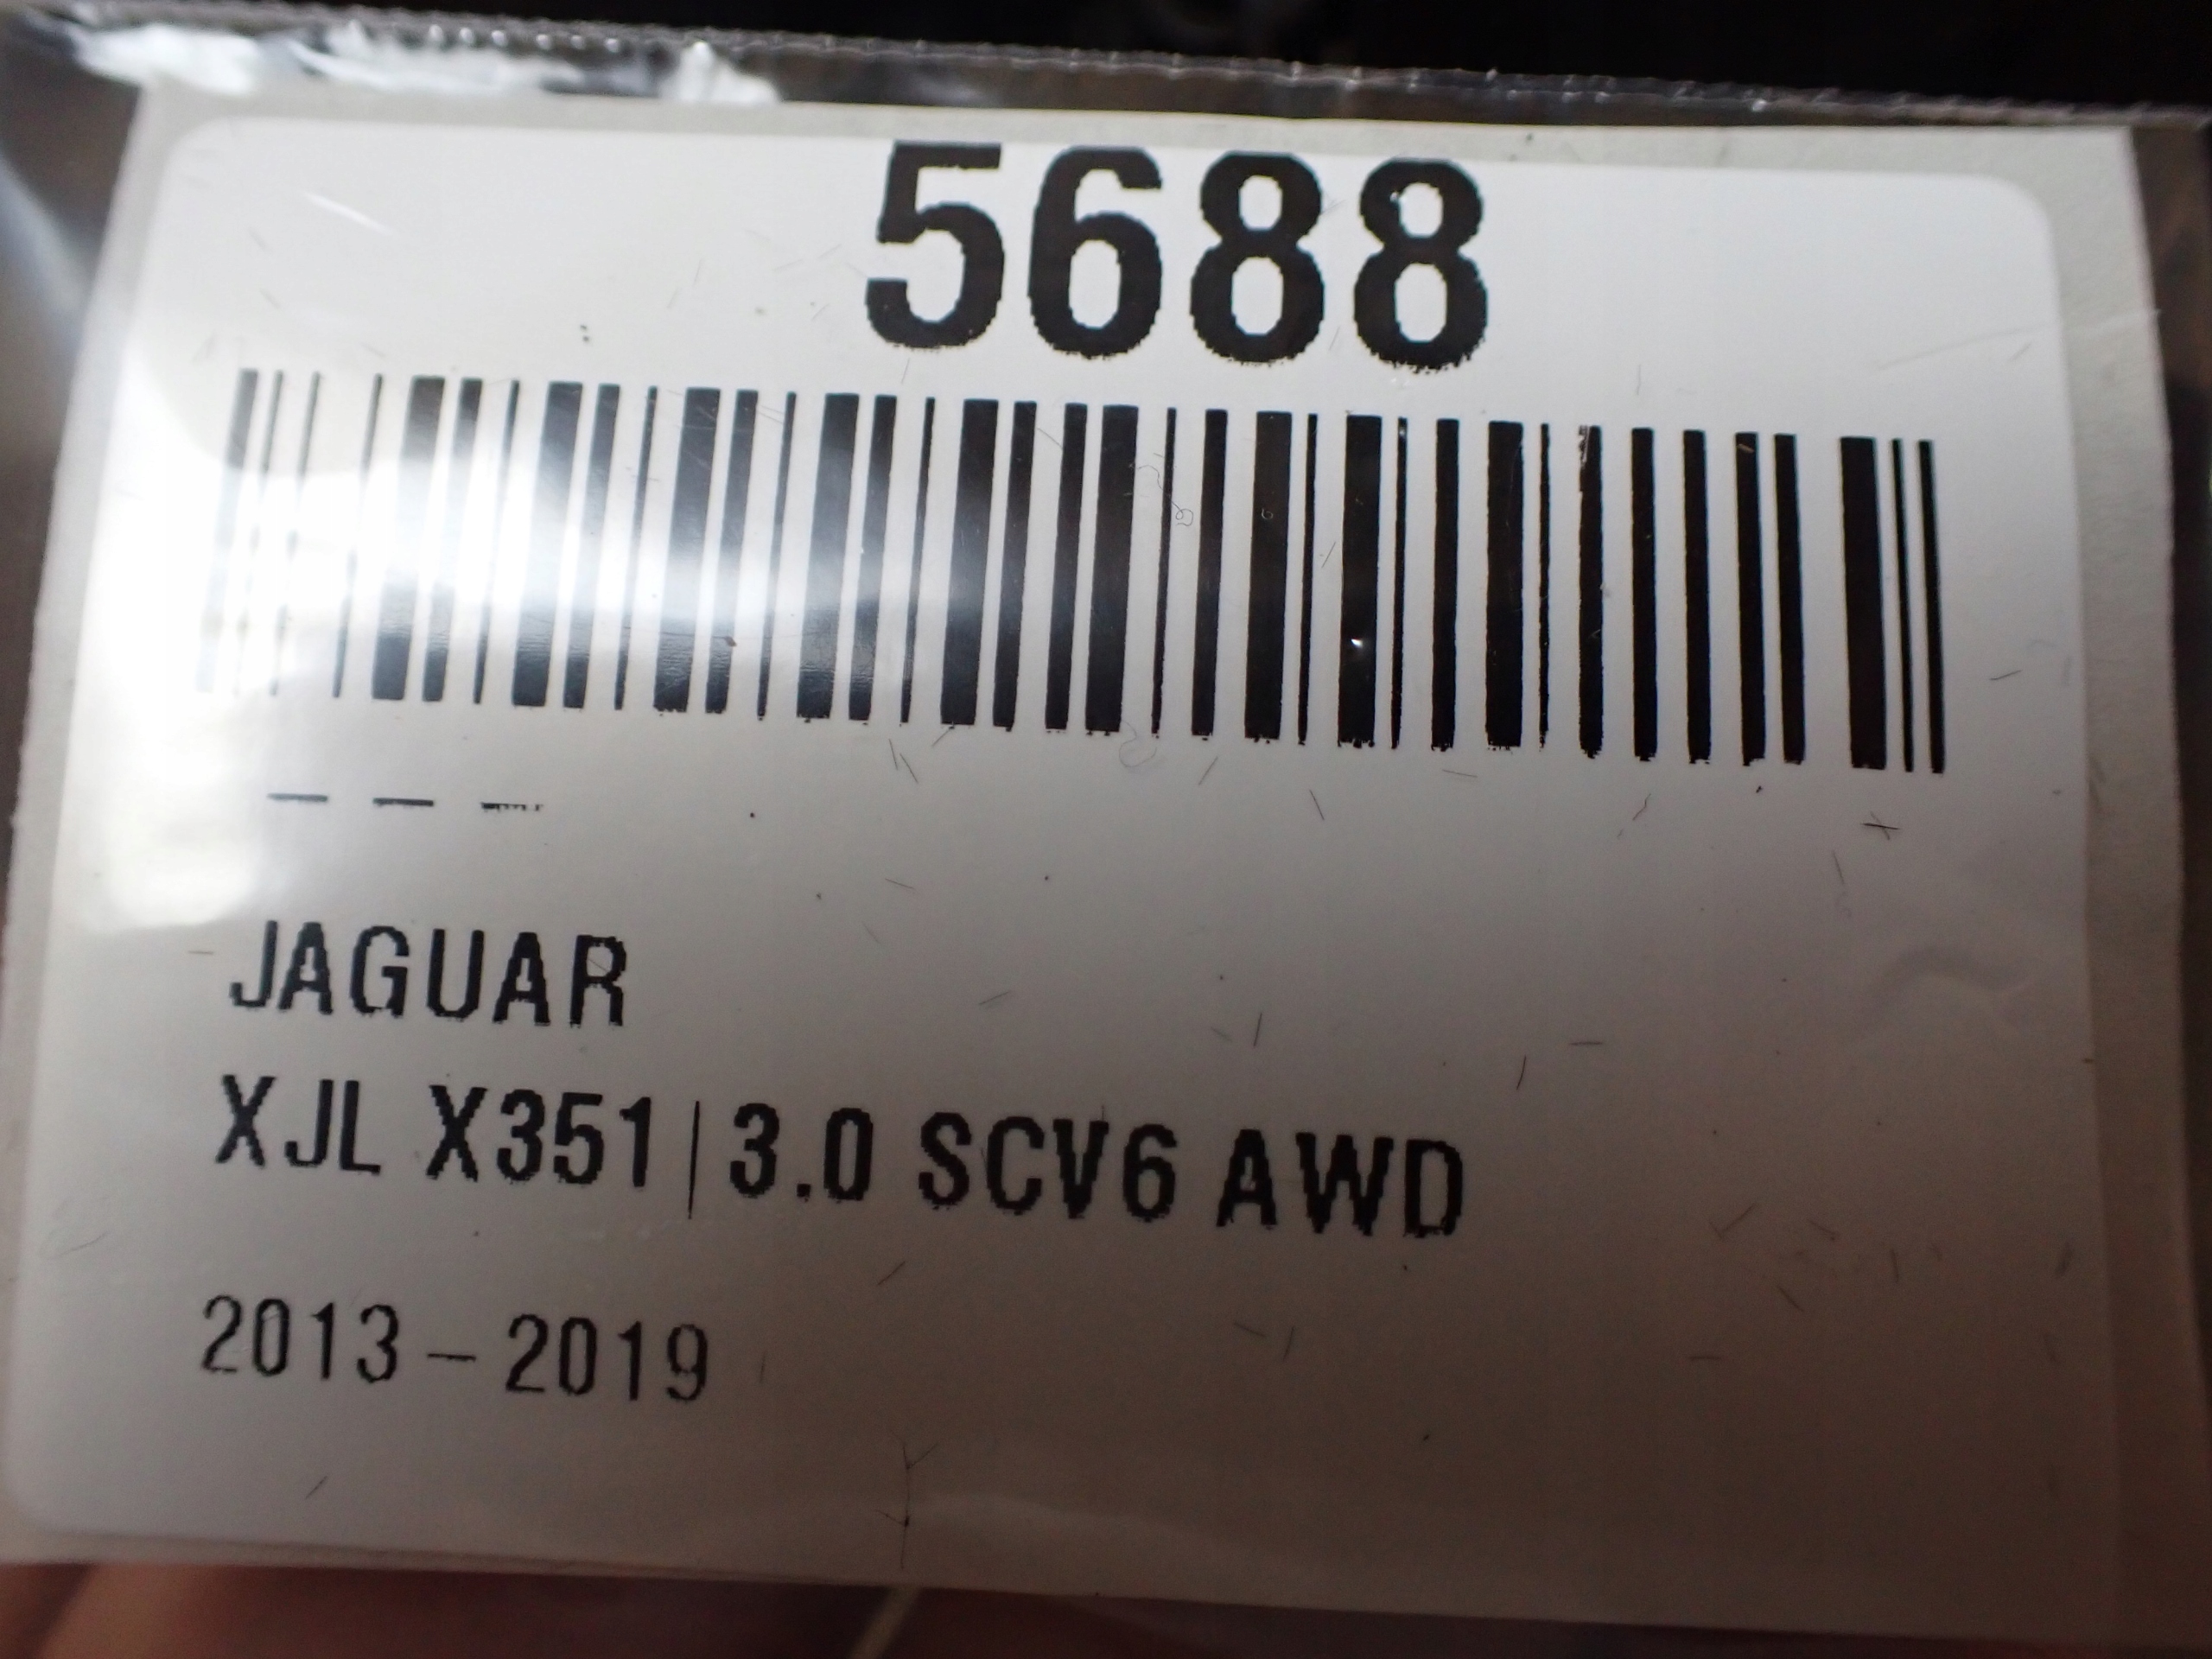 5688
— — —
JAGUAR
XJL X351|3.0 SCV6 AWD
2013-2019